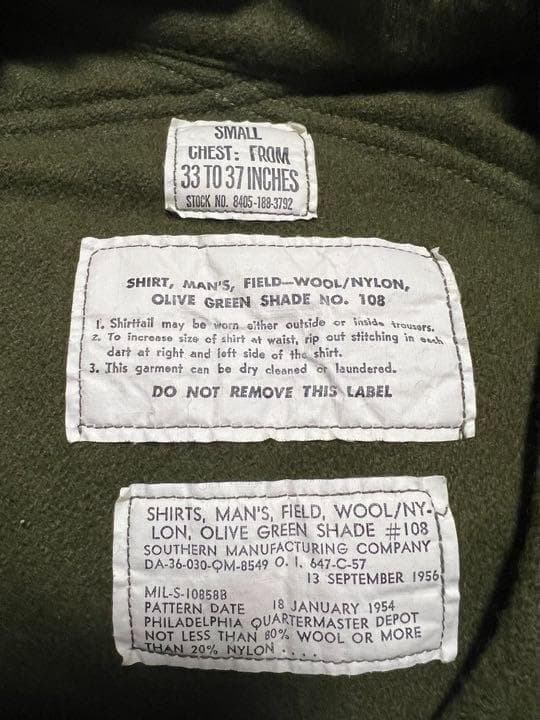 SMALL
CHEST: FROM
33 TO 37 INCHES
STOCK NO. 8405-188-3792
SHIRT, MAN'S, FIELD—WOOL/NYLON,
OLIVE GREEN SHADE NO. 108
1. Shirttail may be worn either outside or inside trousers.
2. To increase size of shirt at waist, rip out stitching in each
dart at right and left side of the shirt.
3. This garment can be dry cleaned or laundered.
DO NOT REMOVE THIS LABEL
SHIRTS, MAN'S, FIELD, WOOL/NY-
LON, OLIVE GREEN SHADE #108
SOUTHERN MANUFACTURING COMPANY
DA-36-030-QM-8549 O. I. 647-C-57
13 SEPTEMBER 1956
MIL-S-10858B
PATTERN DATE 18 JANUARY 1954
PHILADELPHIA QUARTERMASTER DEPOT
NOT LESS THAN 80% WOOL OR MORE
THAN 20% NYLON . . . .